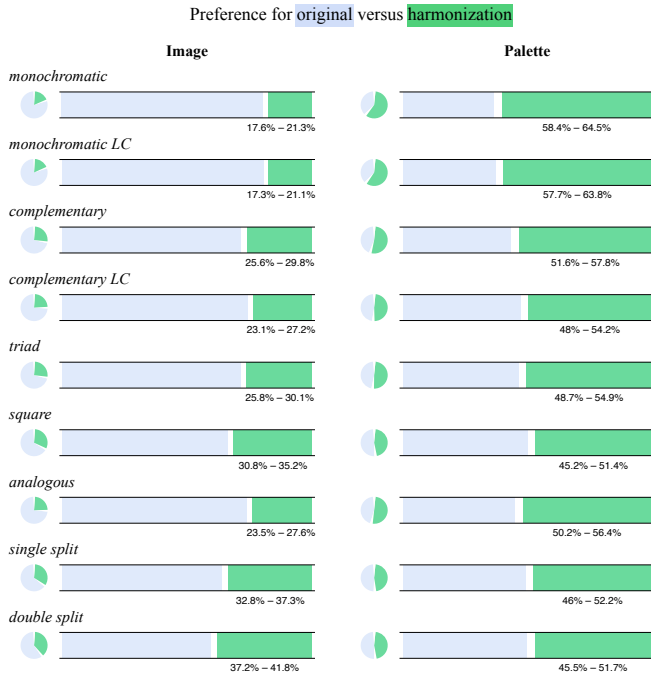 Preference for original versus harmonization
Image Palette
monochromatic
17.6% – 21.3% 58.4% – 64.5%
monochromatic LC
17.3% – 21.1% 57.7% – 63.8%
complementary
25.6% – 29.8% 51.6% – 57.8%
complementary LC
23.1% – 27.2% 48% – 54.2%
triad
25.8% – 30.1% 48.7% – 54.9%
square
30.8% – 35.2% 45.2% – 51.4%
analogous
23.5% – 27.6% 50.2% – 56.4%
single split
32.8% – 37.3% 46% – 52.2%
double split
37.2% – 41.8% 45.5% – 51.7%